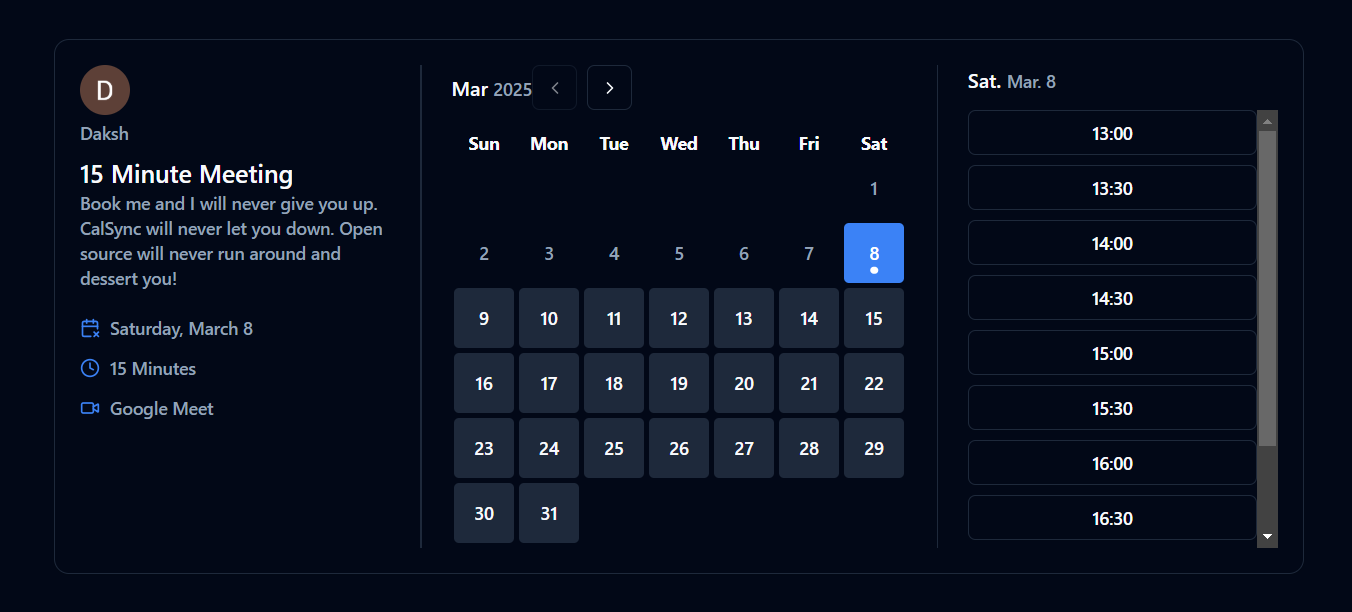 D
Daksh
15 Minute Meeting
Book me and I will never give you up.
CalSync will never let you down. Open
source will never run around and
dessert you!
Saturday, March 8
15 Minutes
Google Meet
Mar 2025
Sun Mon Tue Wed Thu Fri Sat
1
2 3 4 5 6 7 8
9 10 11 12 13 14 15
16 17 18 19 20 21 22
23 24 25 26 27 28 29
30 31
Sat. Mar. 8
13:00
13:30
14:00
14:30
15:00
15:30
16:00
16:30